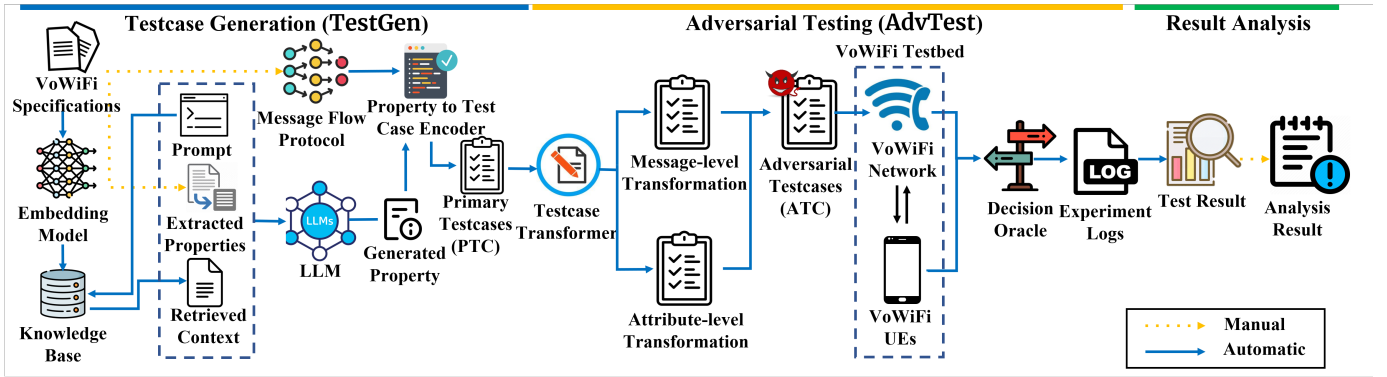 Testcase Generation (TestGen)
Adversarial Testing (AdvTest)
Result Analysis
VoWiFi
Specifications
Embedding
Model
Knowledge
Base
Prompt
Extracted
Properties
Retrieved
Context
Message Flow
Protocol
LLMs
LLM
Property to Test
Case Encoder
Generated
Property
Primary
Testcases
(PTC)
Testcase
Transformer
Message-level
Transformation
Attribute-level
Transformation
Adversarial
Testcases
(ATC)
VoWiFi Testbed
VoWiFi
Network
VoWiFi
UEs
Decision
Oracle
LOG
Experiment
Logs
Test Result
Analysis
Result
Manual
Automatic